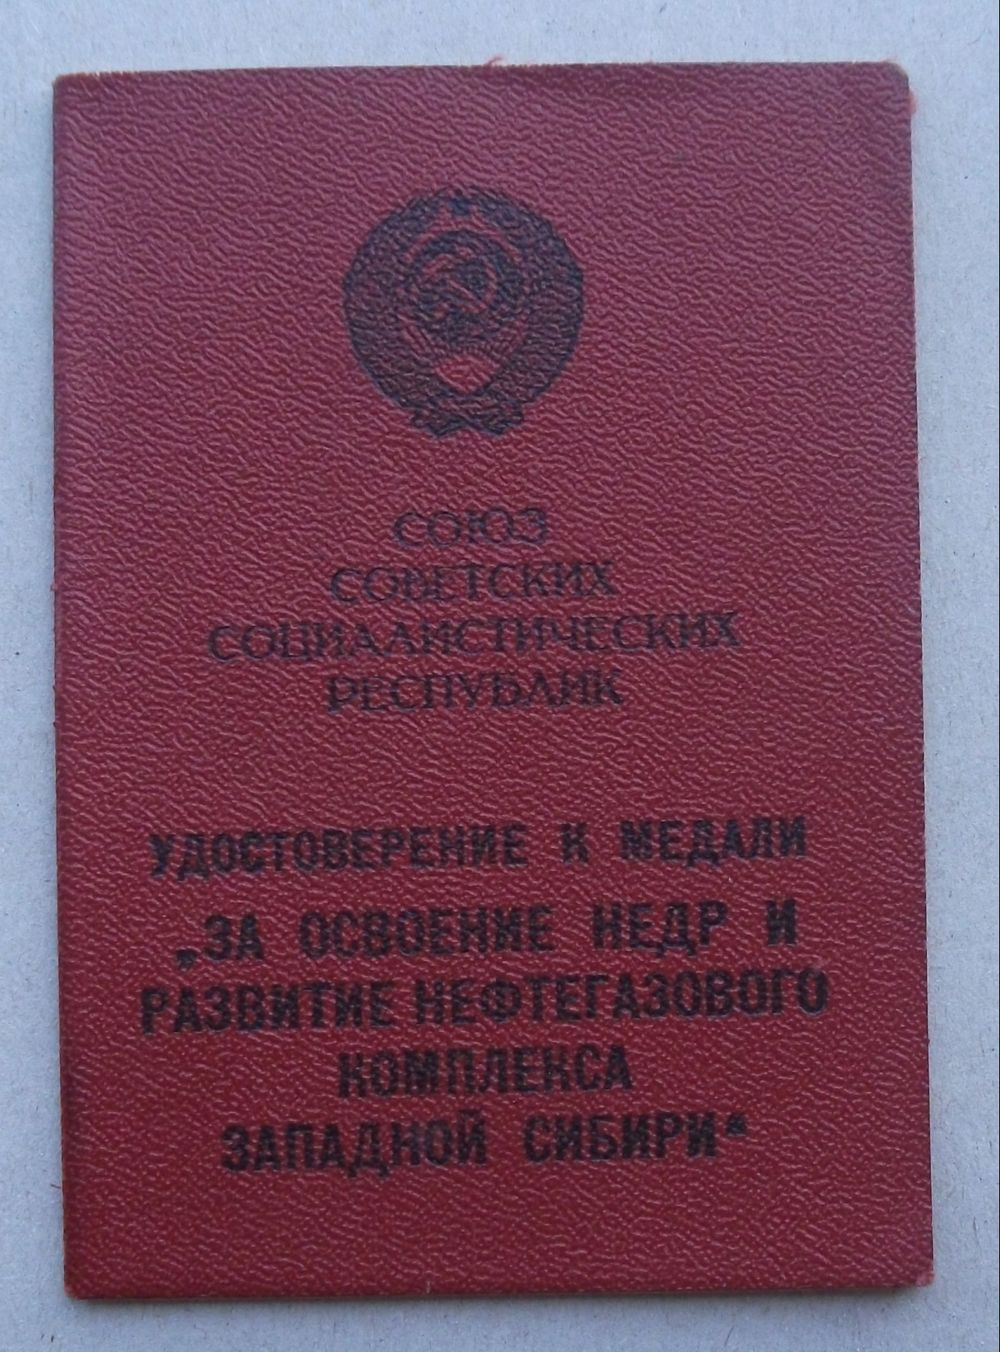 СОЮЗ
СОВЕТСКИХ
СОЦИАЛИСТИЧЕСКИХ
РЕСПУБЛИК
УДОСТОВЕРЕНИЕ К МЕДАЛИ
„ЗА ОСВОЕНИЕ НЕДР И
РАЗВИТИЕ НЕФТЕГАЗОВОГО
КОМПЛЕКСА
ЗАПАДНОЙ СИБИРИ“